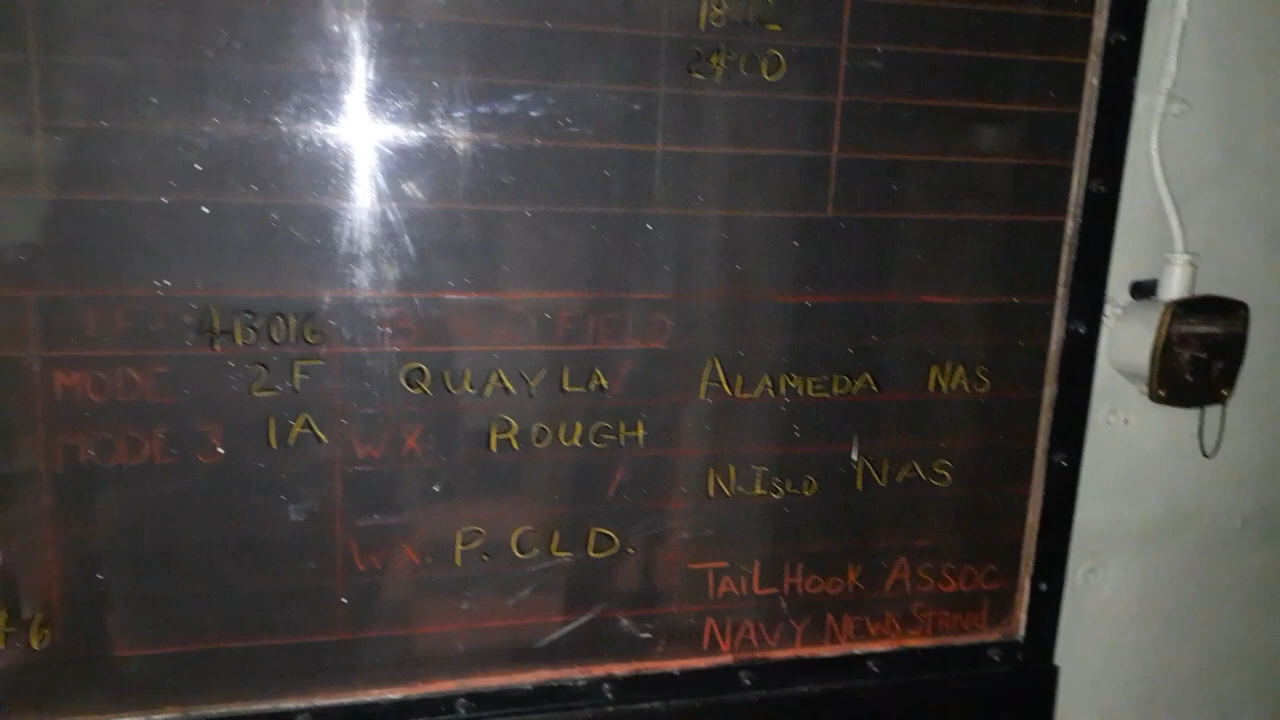 4B016 FIELD
MODE 2F QUAYLA / ALAMEDA NAS
MODE 3 1A WX ROUGH
/ N.ISLD NAS
WX. P. CLD.
TAILHOOK ASSOC
6 NAVY NEWS Stand